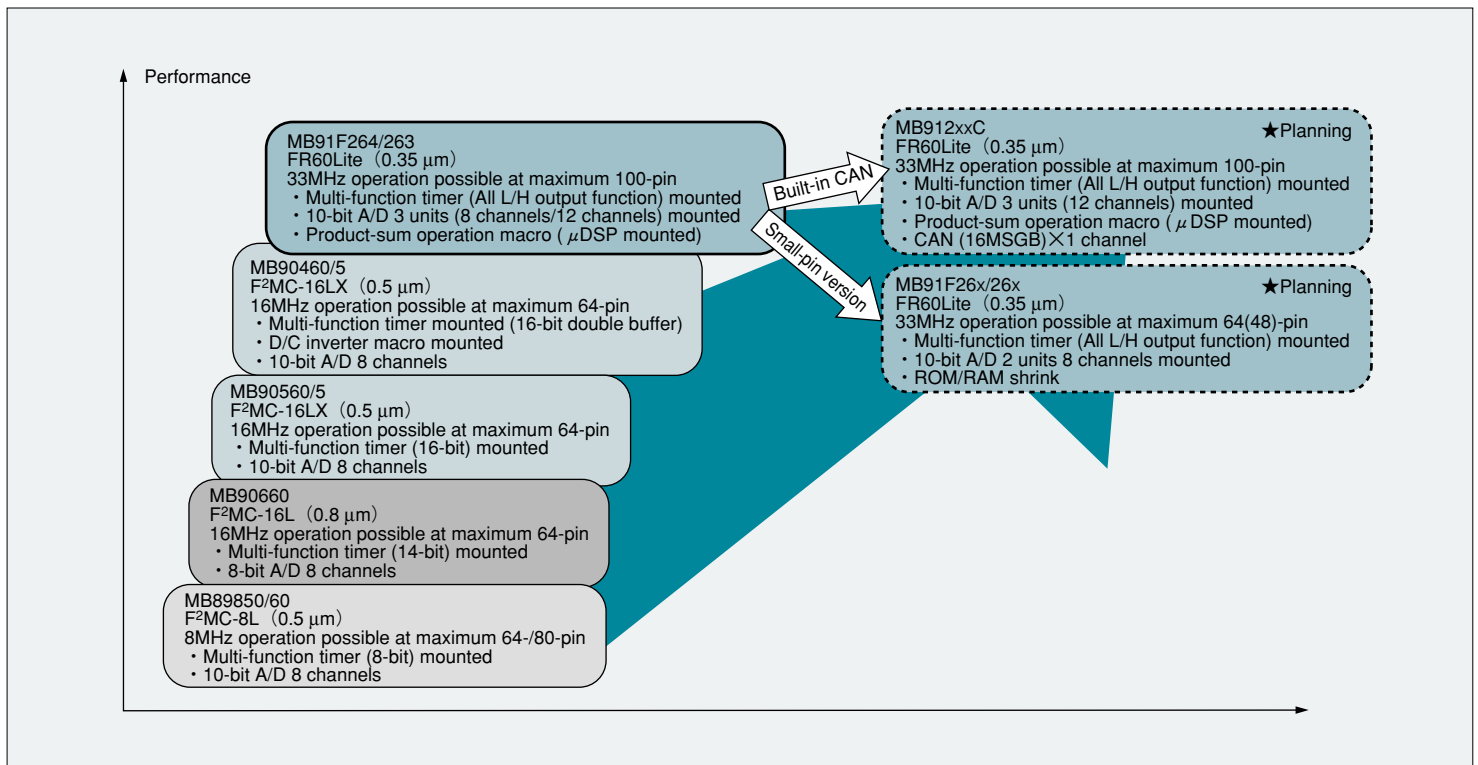 Performance
MB91F264/263
FR60Lite（0.35 μm）
33MHz operation possible at maximum 100-pin
・Multi-function timer (All L/H output function) mounted
・10-bit A/D 3 units (8 channels/12 channels) mounted
・Product-sum operation macro ( μDSP mounted)
MB90460/5
F²MC-16LX（0.5 μm）
16MHz operation possible at maximum 64-pin
・Multi-function timer mounted (16-bit double buffer)
・D/C inverter macro mounted
・10-bit A/D 8 channels
MB90560/5
F²MC-16LX（0.5 μm）
16MHz operation possible at maximum 64-pin
・Multi-function timer (16-bit) mounted
・10-bit A/D 8 channels
MB90660
F²MC-16L（0.8 μm）
16MHz operation possible at maximum 64-pin
・Multi-function timer (14-bit) mounted
・8-bit A/D 8 channels
MB89850/60
F²MC-8L（0.5 μm）
8MHz operation possible at maximum 64-/80-pin
・Multi-function timer (8-bit) mounted
・10-bit A/D 8 channels
Built-in CAN
Small-pin version
MB912xxC ★Planning
FR60Lite（0.35 μm）
33MHz operation possible at maximum 100-pin
・Multi-function timer (All L/H output function) mounted
・10-bit A/D 3 units (12 channels) mounted
・Product-sum operation macro ( μDSP mounted)
・CAN (16MSGB)×1 channel
MB91F26x/26x ★Planning
FR60Lite（0.35 μm）
33MHz operation possible at maximum 64(48)-pin
・Multi-function timer (All L/H output function) mounted
・10-bit A/D 2 units 8 channels mounted
・ROM/RAM shrink